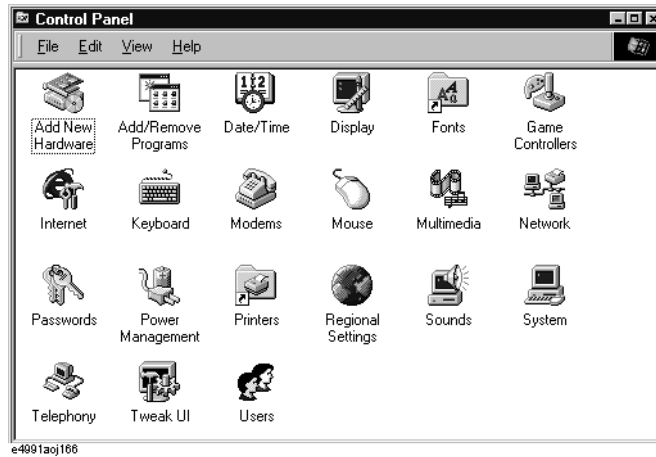 Control Panel
File Edit View Help
Add New Hardware
Add/Remove Programs
Date/Time
Display
Fonts
Game Controllers
Internet
Keyboard
Modems
Mouse
Multimedia
Network
Passwords
Power Management
Printers
Regional Settings
Sounds
System
Telephony
Tweak UI
Users
e4991aoj166